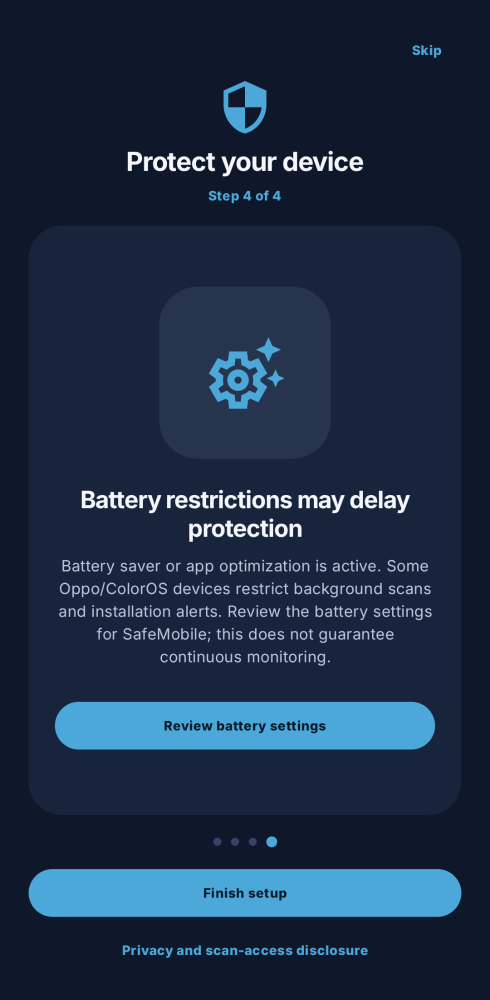 Skip
Protect your device
Step 4 of 4
Battery restrictions may delay
protection
Battery saver or app optimization is active. Some
Oppo/ColorOS devices restrict background scans
and installation alerts. Review the battery settings
for SafeMobile; this does not guarantee
continuous monitoring.
Review battery settings
Finish setup
Privacy and scan-access disclosure